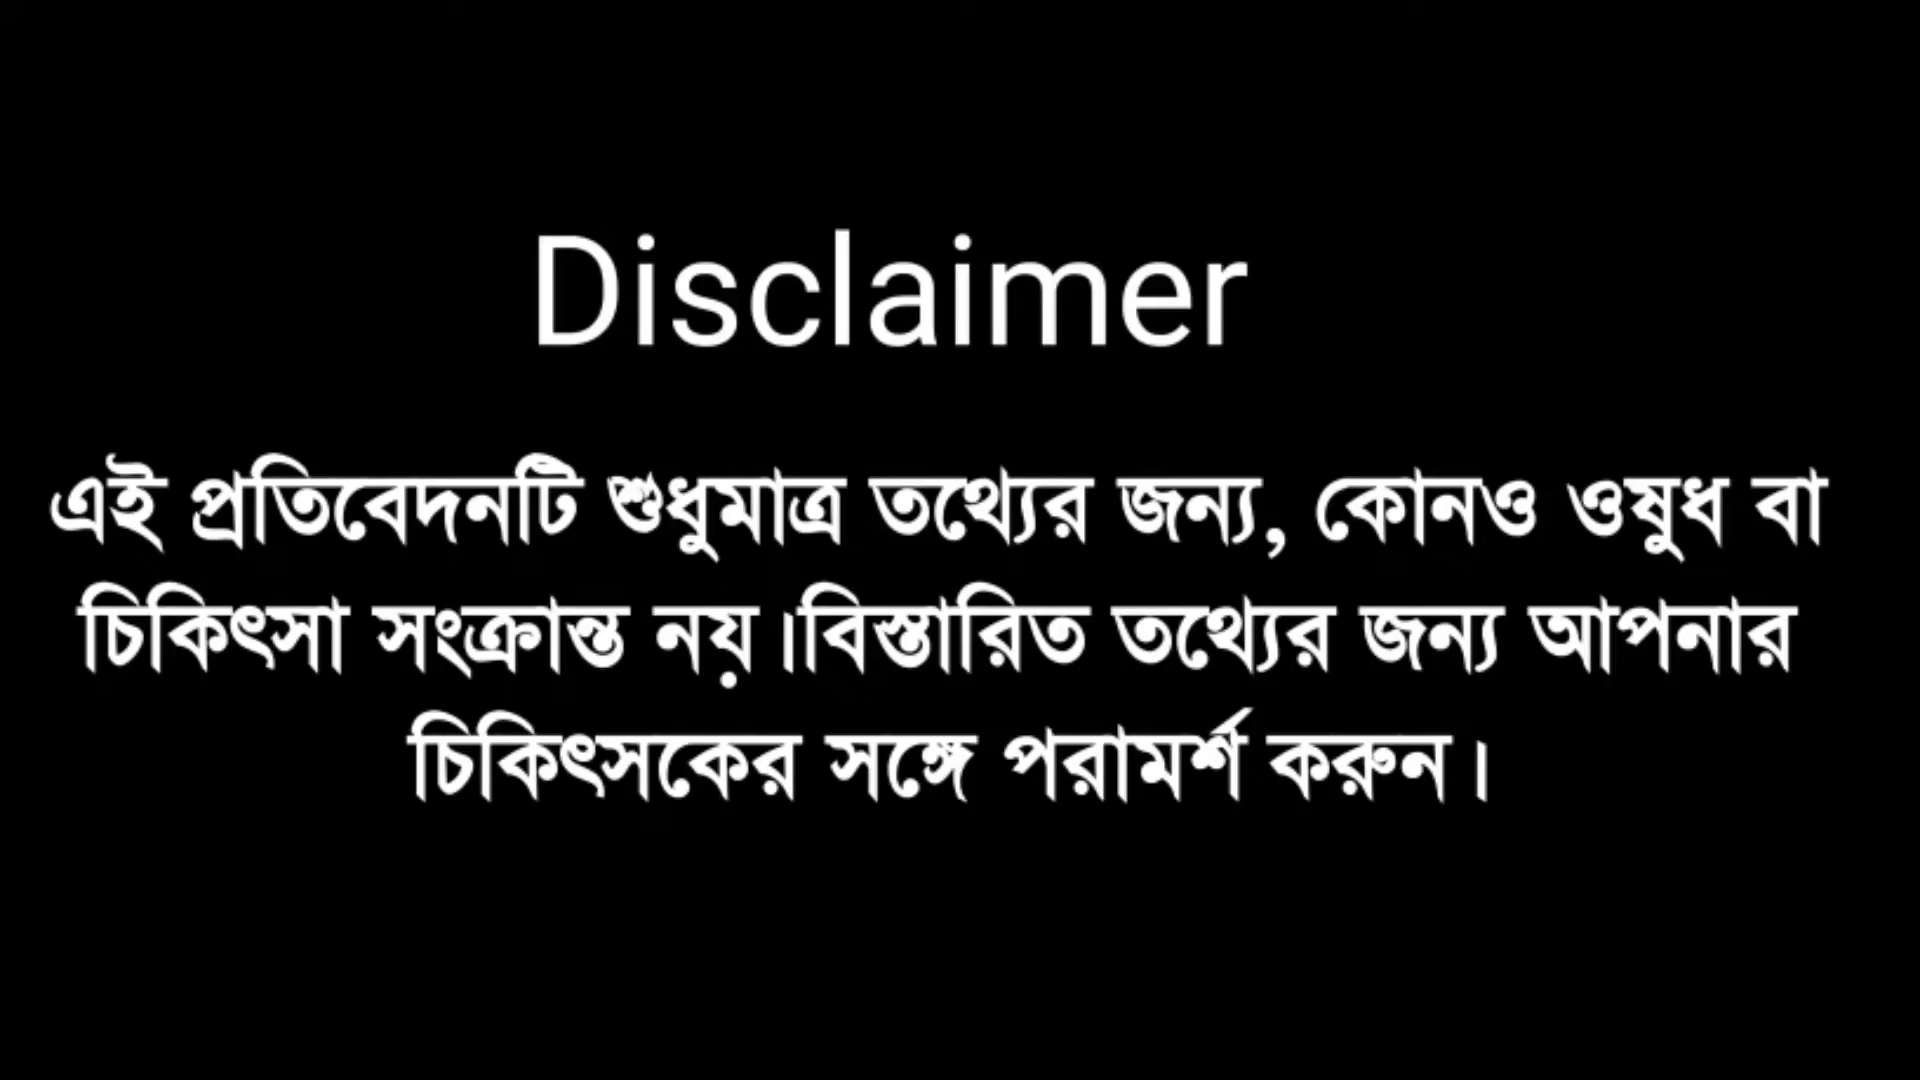 Disclaimer
এই প্রতিবেদনটি শুধুমাত্র তথ্যের জন্য, কোনও ওষুধ বা
চিকিৎসা সংক্রান্ত নয়।বিস্তারিত তথ্যের জন্য আপনার
চিকিৎসকের সঙ্গে পরামর্শ করুন।